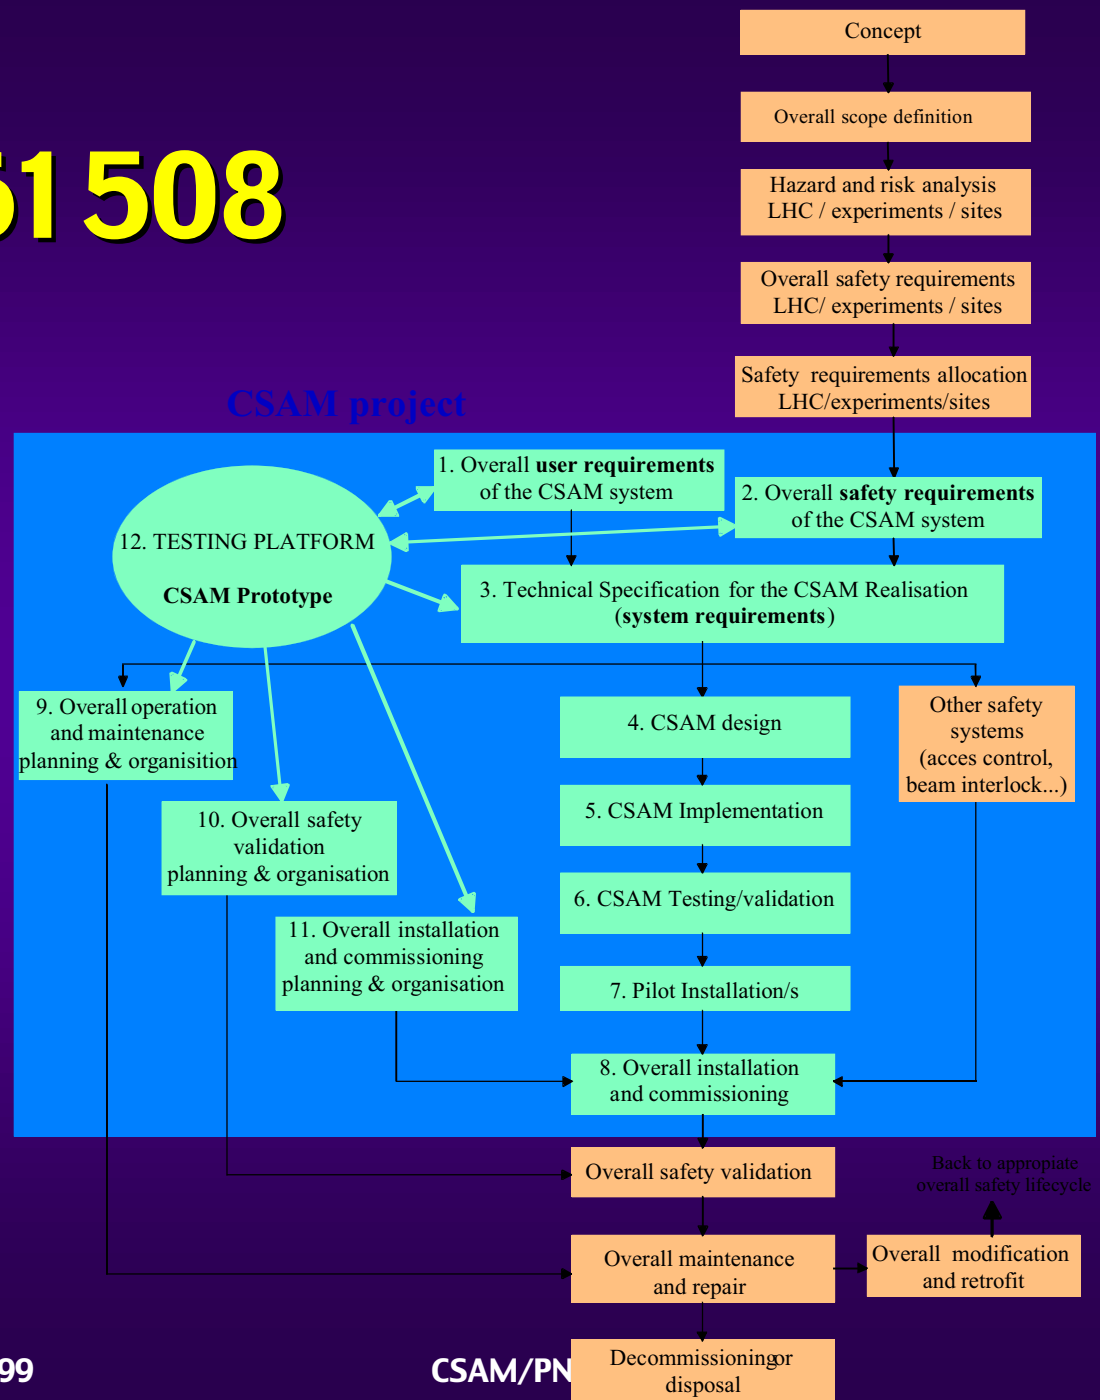 Concept
Overall scope definition
61508
Hazard and risk analysis
LHC / experiments / sites
Overall safety requirements
LHC/ experiments / sites
Safety requirements allocation
LHC/experiments/sites
CSAM project
1. Overall user requirements
of the CSAM system
2. Overall safety requirements
of the CSAM system
12. TESTING PLATFORM
CSAM Prototype
3. Technical Specification for the CSAM Realisation
(system requirements)
9. Overall operation
and maintenance
planning & organisition
4. CSAM design
Other safety
systems
(acces control,
beam interlock...)
10. Overall safety
validation
planning & organisation
5. CSAM Implementation
6. CSAM Testing/validation
11. Overall installation
and commissioning
planning & organisation
7. Pilot Installation/s
8. Overall installation
and commissioning
Overall safety validation
Back to appropiate
overall safety lifecycle
Overall maintenance
and repair
Overall modification
and retrofit
Decommissioning or
disposal
99
CSAM/PN